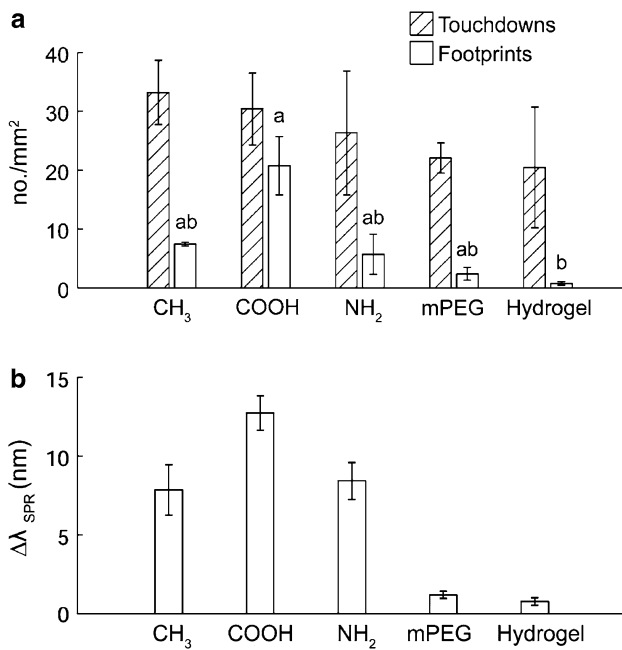 a
Touchdowns
Footprints
no./mm²
40
30
20
10
0
ab
a
ab
ab
b
CH₃ COOH NH₂ mPEG Hydrogel
b
Δλ SPR (nm)
15
10
5
0
CH₃ COOH NH₂ mPEG Hydrogel